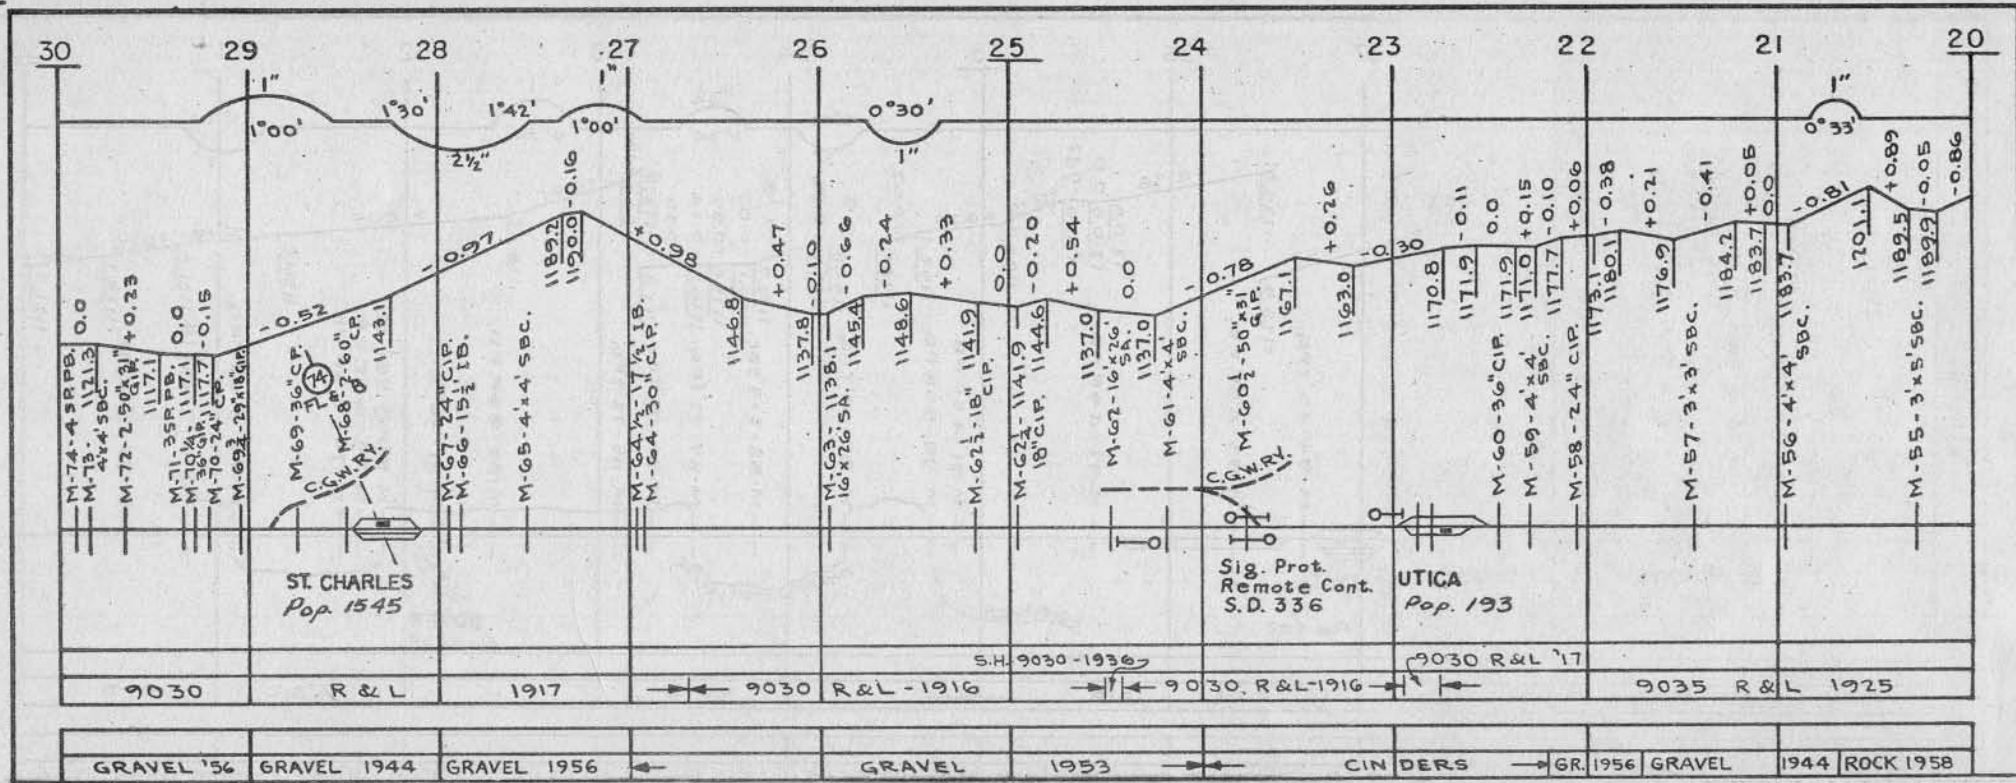 30 29 28 27 26 25 24 23 22 21 20
1" 1°30' 1°42' 1" 0°30' 1"
1°00' 2½" 1°00' 1" 0°33'
0.0
+0.23
0.0
-0.15
-0.52
-0.97
-0.16
+0.98
+0.47
-0.10
-0.66
-0.24
+0.33
0.0
-0.20
+0.54
0.0
-0.78
+0.26
-0.30
-0.11
0.0
+0.15
-0.10
+0.06
-0.38
+0.21
-0.41
+0.05
0.0
-0.81
+0.89
-0.05
-0.86
1121.3
1117.1
1117.1
1117.7
1143.1
1189.2
1190.0
1146.8
1137.8
1138.1
1145.4
1148.6
1141.9
1141.9
1144.6
1137.0
1137.0
1167.1
1163.0
1170.8
1171.9
1171.9
1171.0
1177.7
1173.1
1180.1
1176.9
1184.2
1183.7
1183.7
1201.1
1189.5
1189.9
M-74-4 SP.PB.
M-73-
4'x4' SBC.
M-72-2-50"x31"
GIP.
M-71-3SP.PB.
M-70¼-
36" GIP.
M-70-24"
CIP.
M-69¾-29"x18"GIP.
M-69-36" C.P.
M-68-2-60"
C.P.
M-67-24" CIP.
M-66-15½' IB.
M-65-4'x4' SBC.
M-64½-17½' IB.
M-64-30" CIP.
M-63-
16'x26' SA.
M-62½-18"
CIP.
M-62¼-
18" CIP.
M-62-16'x26'
SA.
M-61-4'x4'
SBC.
M-60½-50"x31"
GIP.
M-60-36" CIP.
M-59-4'x4'
SBC.
M-58-24" CIP.
M-57-3'x3' SBC.
M-56-4'x4'
SBC.
M-55-3'x5' SBC.
74
C.G.W.RY.
C.G.W.RY.
ST. CHARLES
Pop. 1545
Sig. Prot.
Remote Cont.
S.D. 336
UTICA
Pop. 193
S.H. 9030-1936 9030 R&L '17
9030 R & L 1917 9030 R&L-1916 9030 R&L-1916 9035 R & L 1925
GRAVEL '56 GRAVEL 1944 GRAVEL 1956 GRAVEL 1953 CINDERS GR. 1956 GRAVEL 1944 ROCK 1958